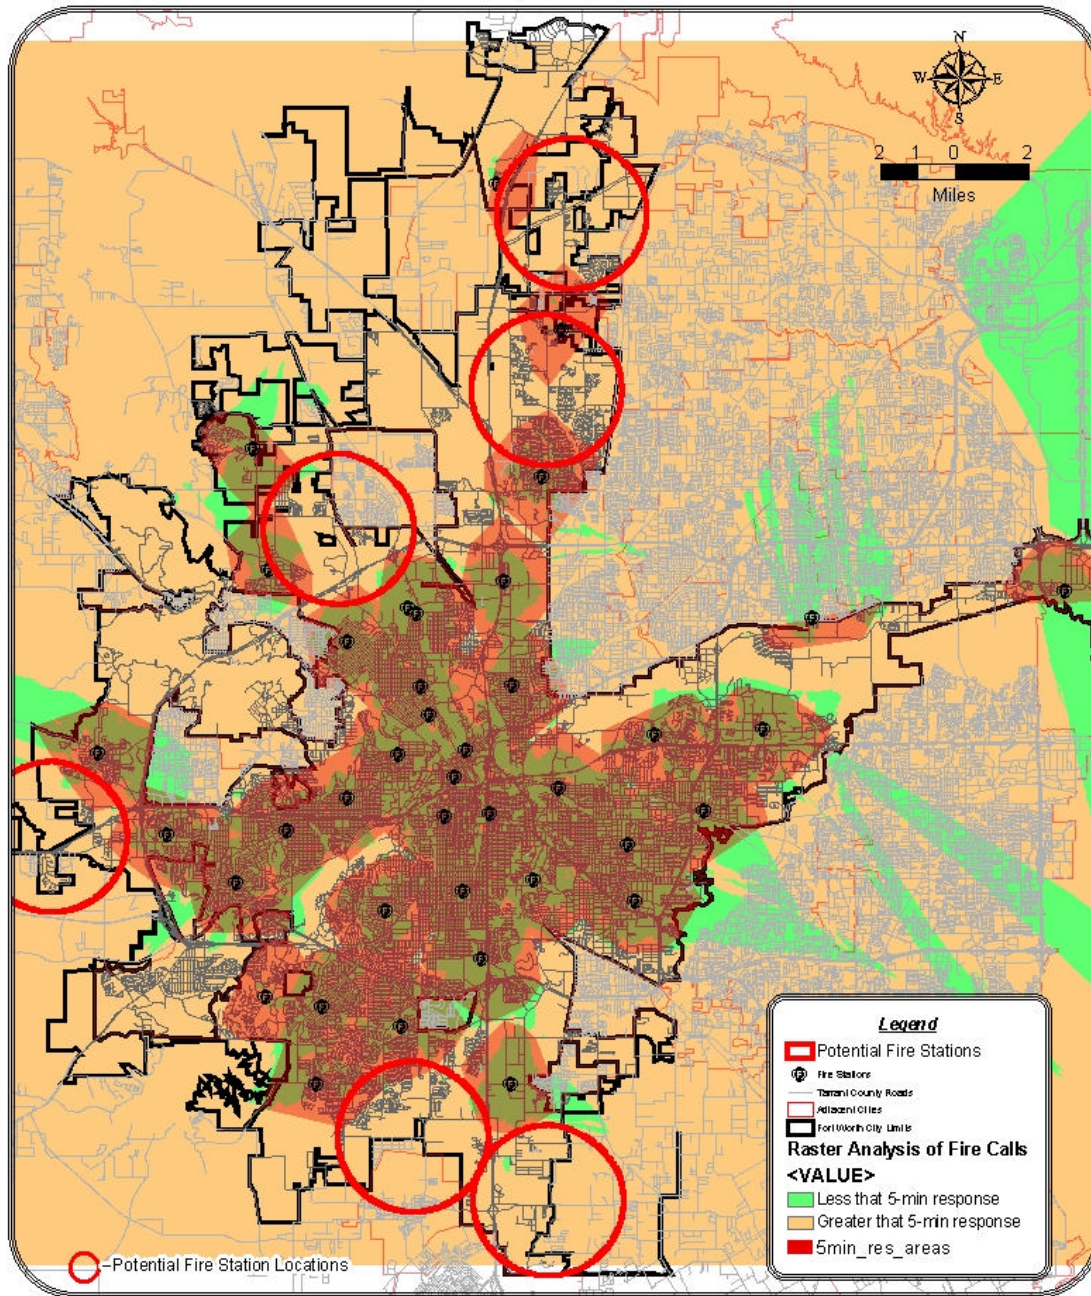 N
W E
S
2 1 0 2
Miles
Legend
Potential Fire Stations
Fire Stations
Tarrant County Roads
Adjacent Cities
Fort Worth City Limits
Raster Analysis of Fire Calls
<VALUE>
Less that 5-min response
Greater that 5-min response
5min_res_areas
-Potential Fire Station Locations